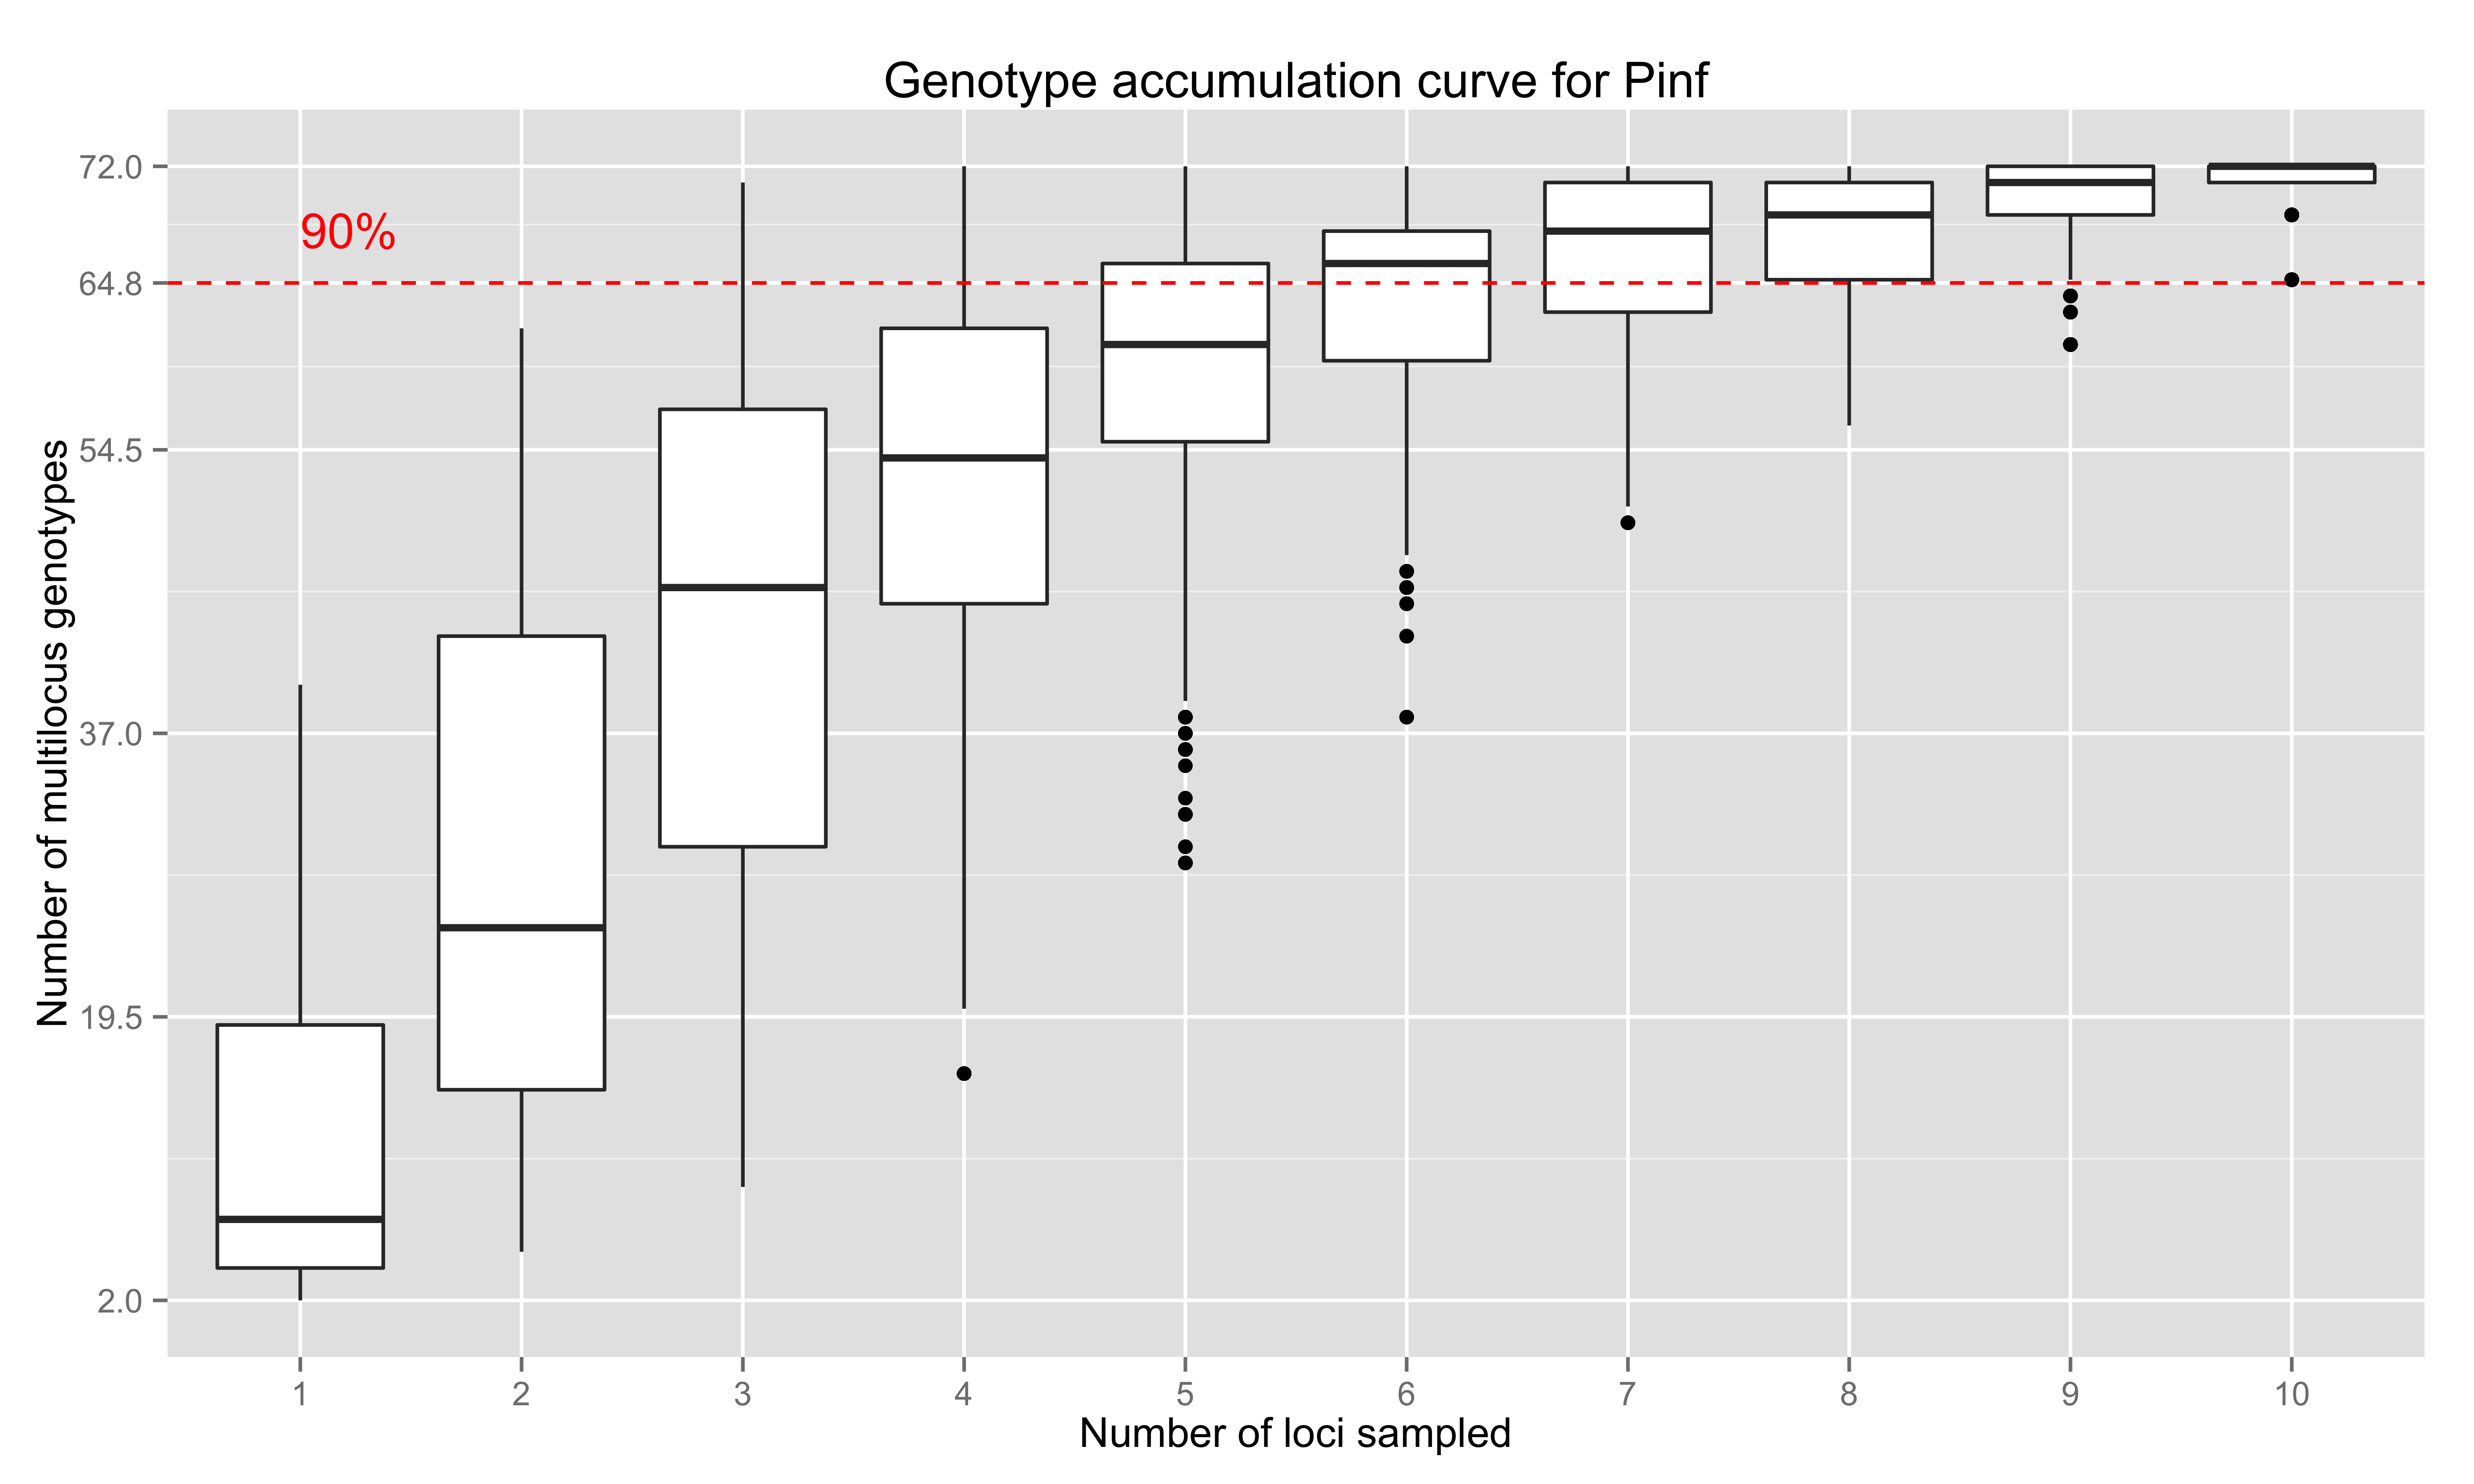 Genotype accumulation curve for Pinf
Number of multilocus genotypes
72.0
90%
64.8
54.5
37.0
19.5
2.0
1 2 3 4 5 6 7 8 9 10
Number of loci sampled